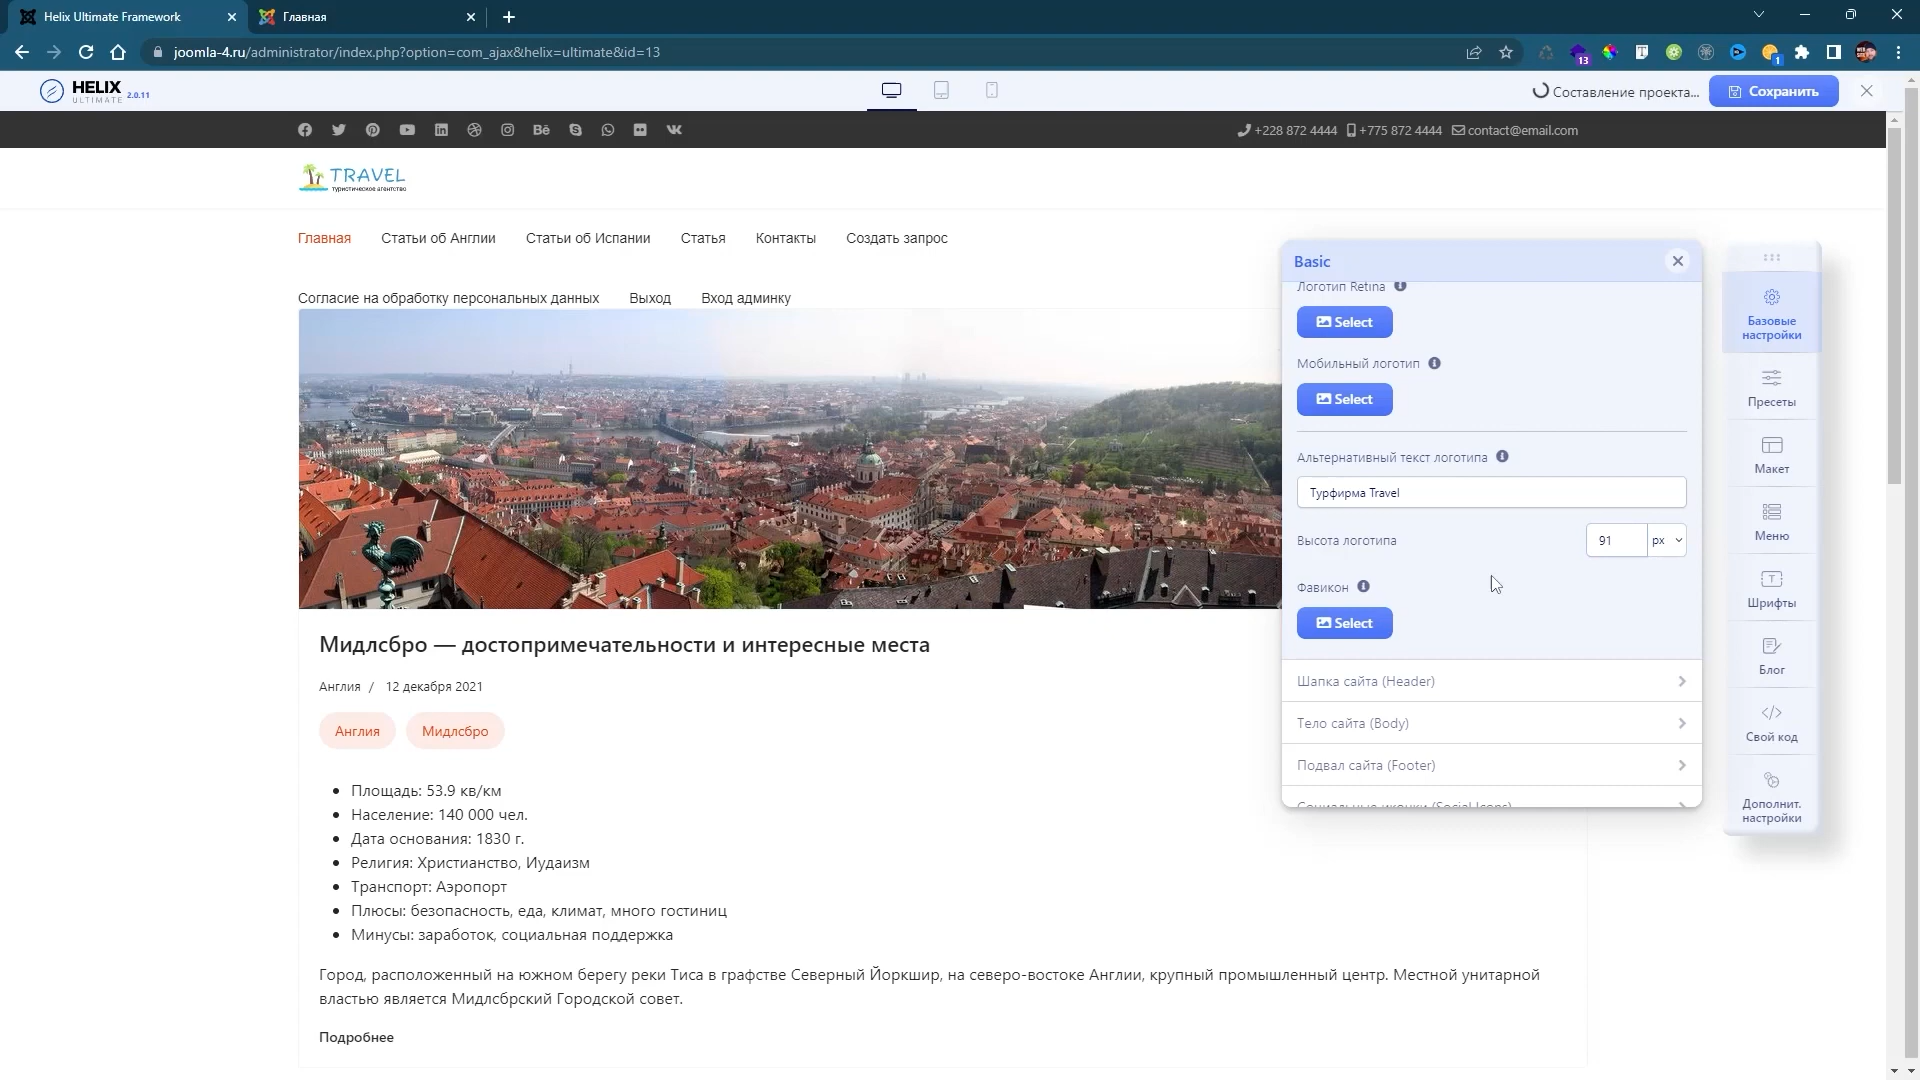 Helix Ultimate Framework
Главная
joomla-4.ru/administrator/index.php?option=com_ajax&helix=ultimate&id=13
13
1
HELIX
ULTIMATE 2.0.11
Составление проекта...
Сохранить
+228 872 4444
+775 872 4444
contact@email.com
TRAVEL
туристическое агентство
Главная
Статьи об Англии
Статьи об Испании
Статья
Контакты
Создать запрос
Согласие на обработку персональных данных
Выход
Вход админку
Мидлсбро — достопримечательности и интересные места
Англия / 12 декабря 2021
Англия
Мидлсбро
Площадь: 53.9 кв/км
Население: 140 000 чел.
Дата основания: 1830 г.
Религия: Христианство, Иудаизм
Транспорт: Аэропорт
Плюсы: безопасность, еда, климат, много гостиниц
Минусы: заработок, социальная поддержка
Город, расположенный на южном берегу реки Тиса в графстве Северный Йоркшир, на северо-востоке Англии, крупный промышленный центр. Местной унитарной
властью является Мидлсбрский Городской совет.
Подробнее
Basic
Логотип Retina
Select
Мобильный логотип
Select
Альтернативный текст логотипа
Турфирма Travel
Высота логотипа
91
px
Фавикон
Select
Шапка сайта (Header)
Тело сайта (Body)
Подвал сайта (Footer)
Социальные иконки (Social Icons)
Базовые
настройки
Пресеты
Макет
Меню
Шрифты
Блог
Свой код
Дополнит.
настройки